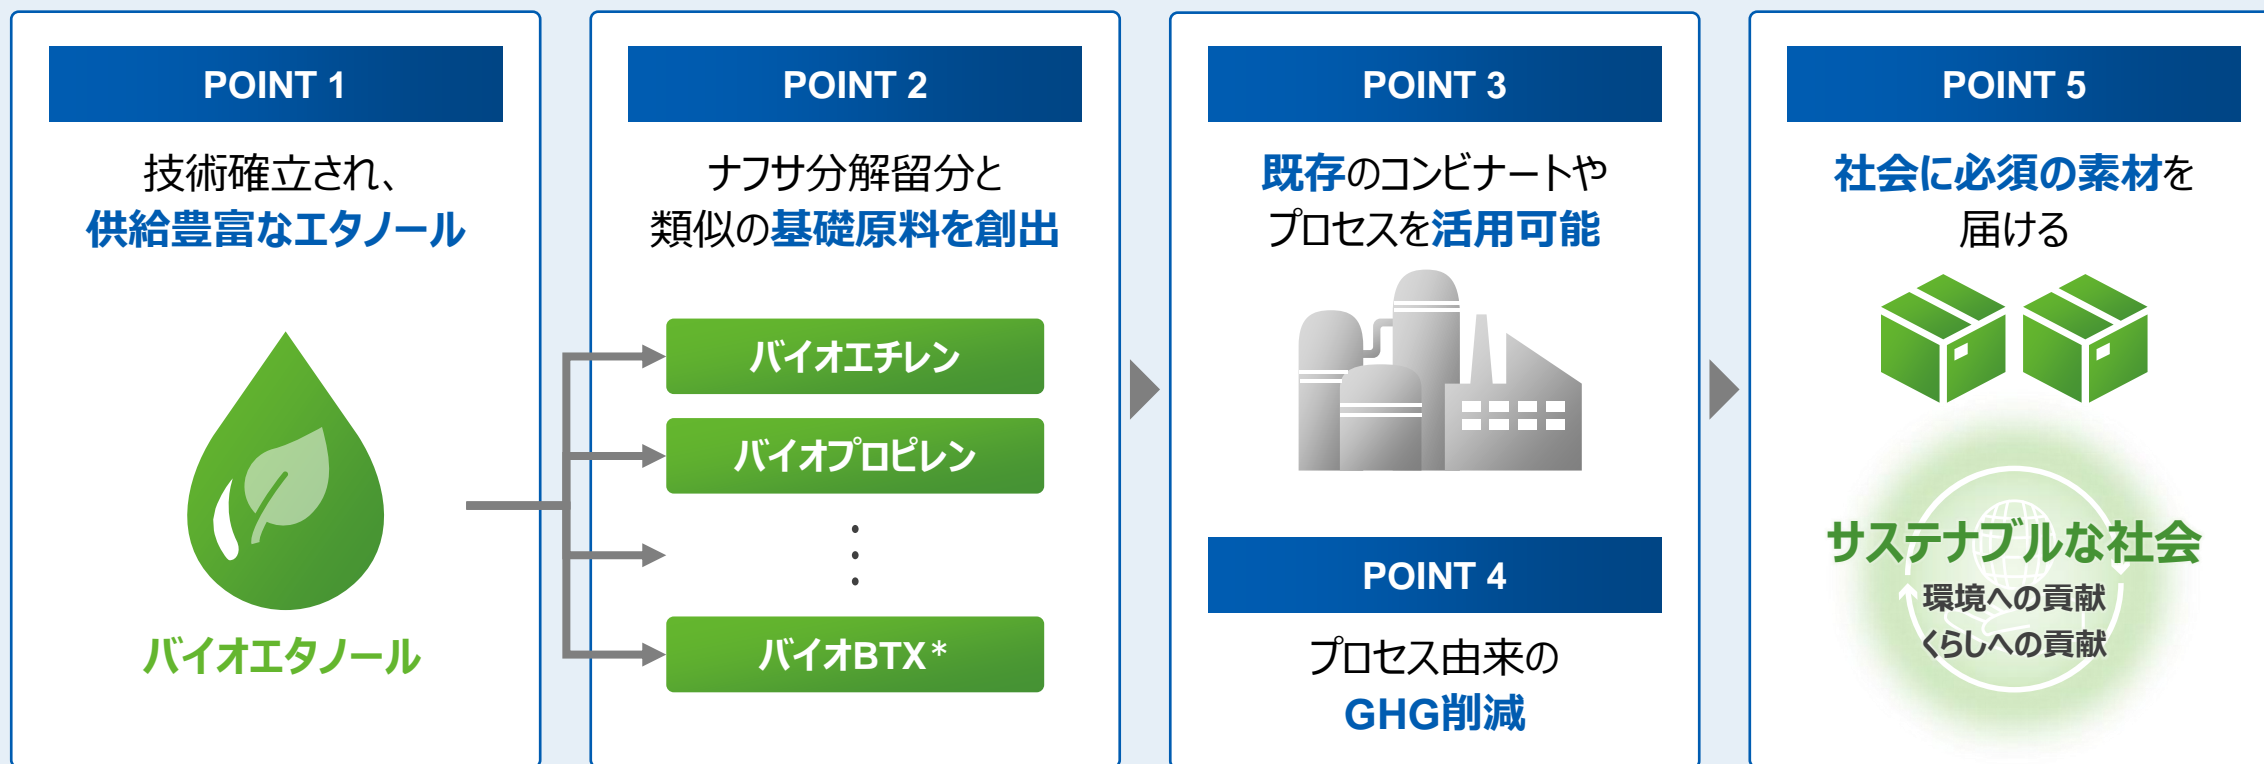 POINT 1
技術確立され、
供給豊富なエタノール
バイオエタノール
POINT 2
ナフサ分解留分と
類似の基礎原料を創出
バイオエチレン
バイオプロピレン
・
・
・
バイオBTX*
POINT 3
既存のコンビナートや
プロセスを活用可能
POINT 4
プロセス由来の
GHG削減
POINT 5
社会に必須の素材を
届ける
サステナブルな社会
環境への貢献
くらしへの貢献